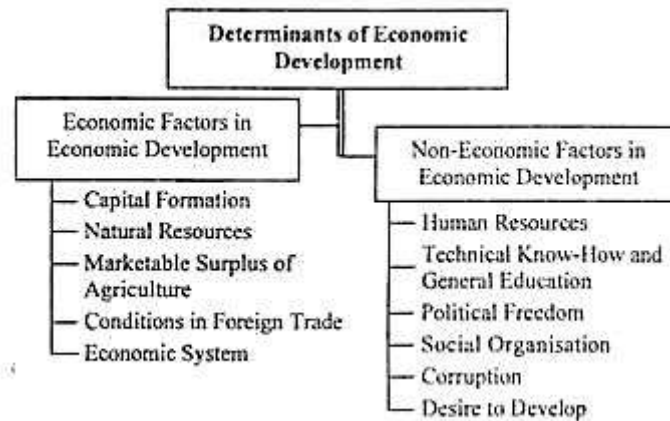 Determinants of Economic
Development
Economic Factors in
Economic Development
Capital Formation
Natural Resources
Marketable Surplus of
Agriculture
Conditions in Foreign Trade
Economic System
Non-Economic Factors in
Economic Development
Human Resources
Technical Know-How and
General Education
Political Freedom
Social Organisation
Corruption
Desire to Develop